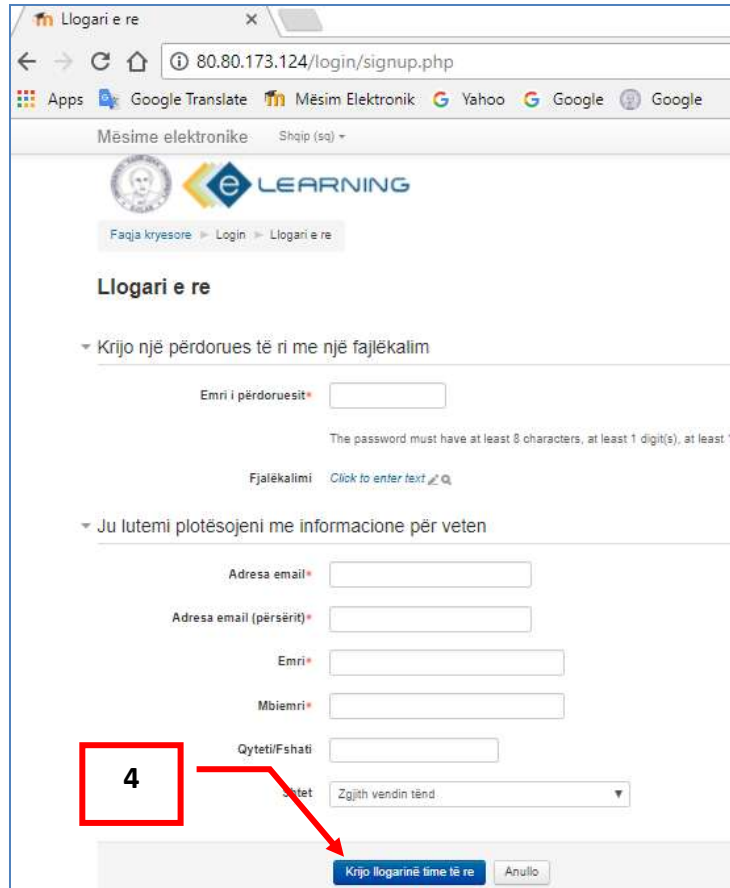 Llogari e re
80.80.173.124/login/signup.php
Apps Google Translate Mësim Elektronik Yahoo Google Google
Mësime elektronike Shqip (sq)
e LEARNING
Faqja kryesore Login Llogari e re
Llogari e re
Krijo një përdorues të ri me një fajlëkalim
Emri i përdoruesit*
The password must have at least 8 characters, at least 1 digit(s), at least
Fjalëkalimi Click to enter text
Ju lutemi plotësojeni me informacione për veten
Adresa email*
Adresa email (përsërit)*
Emri*
Mbiemri*
Qyteti/Fshati
4
Shtet Zgjith vendin tënd
Krijo llogarinë time të re Anullo